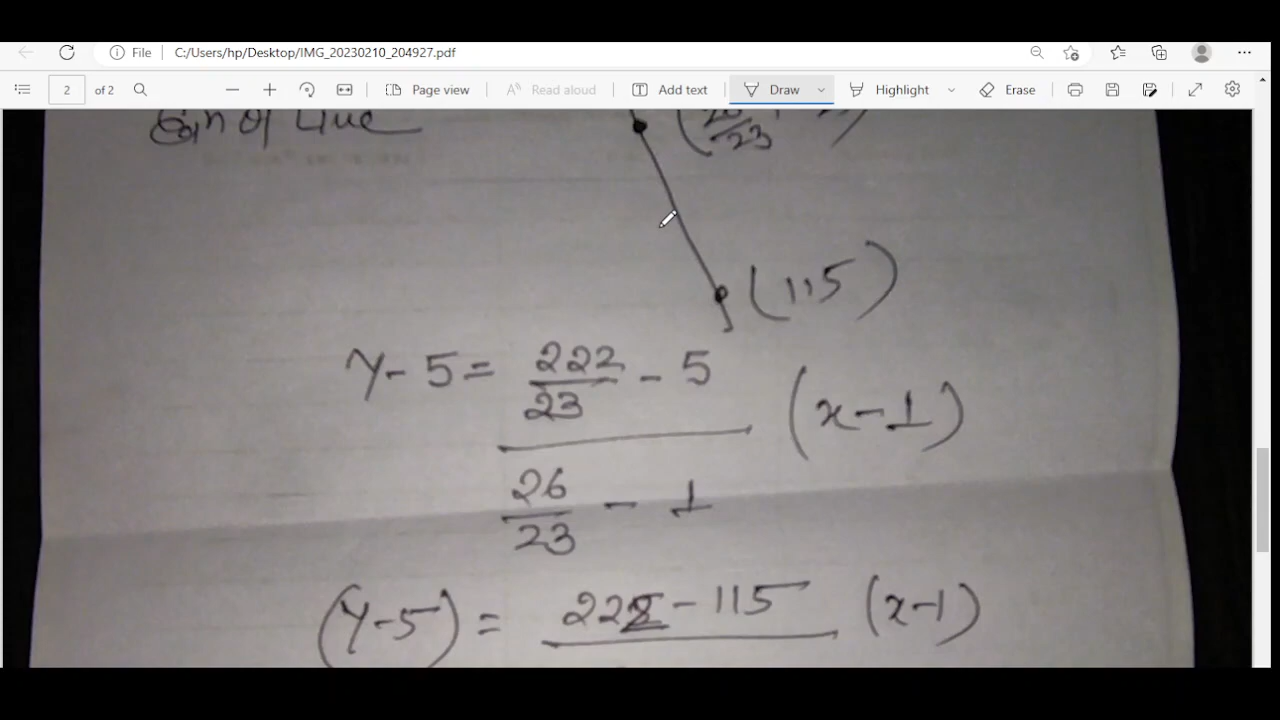 File C:/Users/hp/Desktop/IMG_20230210_204927.pdf
2 of 2 Page view Read aloud Add text Draw Highlight Erase
Eqn of Line
23
(1,5)
y - 5 = 222/23 - 5 (x - 1)
26/23 - 1
(y - 5) = 222 - 115 (x - 1)